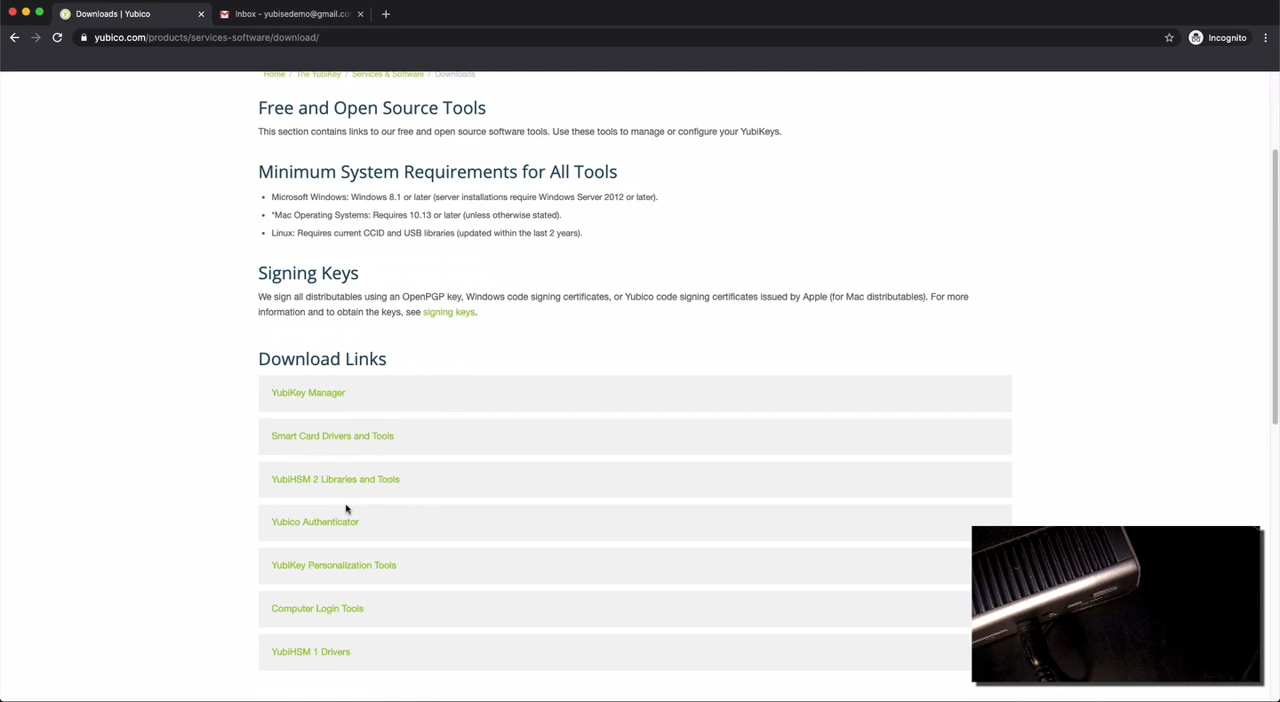 Downloads | Yubico
Inbox - yubisedemo@gmail.co
yubico.com/products/services-software/download/
Incognito
Home / The YubiKey / Services & Software / Downloads
Free and Open Source Tools
This section contains links to our free and open source software tools. Use these tools to manage or configure your YubiKeys.
Minimum System Requirements for All Tools
Microsoft Windows: Windows 8.1 or later (server installations require Windows Server 2012 or later).
*Mac Operating Systems: Requires 10.13 or later (unless otherwise stated).
Linux: Requires current CCID and USB libraries (updated within the last 2 years).
Signing Keys
We sign all distributables using an OpenPGP key, Windows code signing certificates, or Yubico code signing certificates issued by Apple (for Mac distributables). For more
information and to obtain the keys, see signing keys.
Download Links
YubiKey Manager
Smart Card Drivers and Tools
YubiHSM 2 Libraries and Tools
Yubico Authenticator
YubiKey Personalization Tools
Computer Login Tools
YubiHSM 1 Drivers